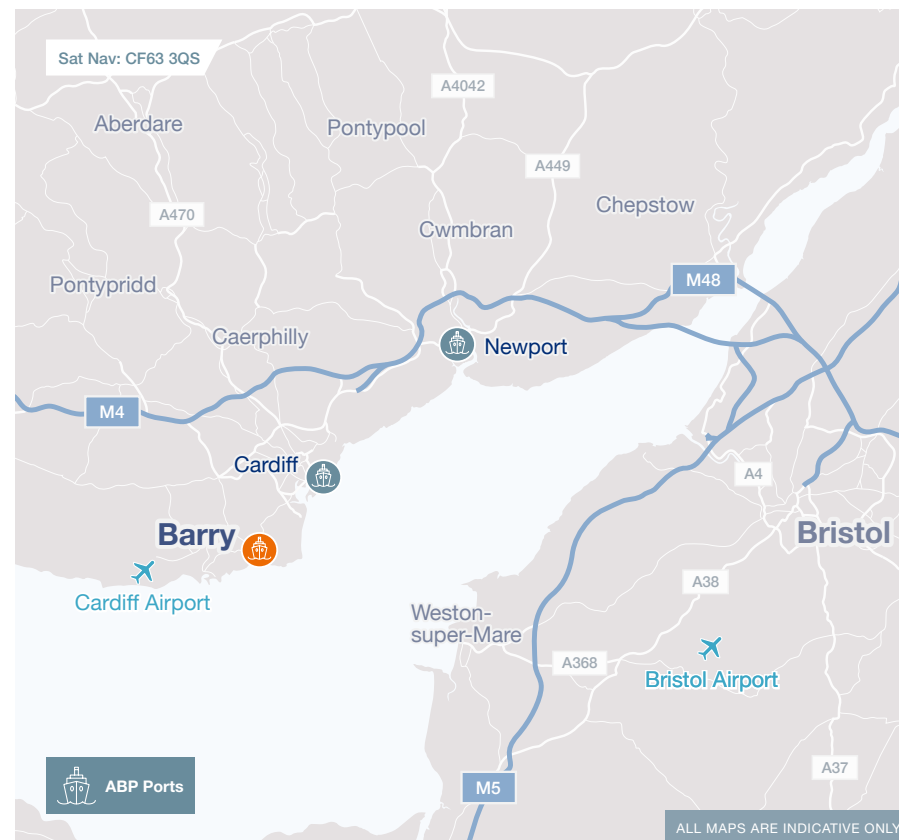 Sat Nav: CF63 3QS
A4042
Aberdare
Pontypool
A449
Chepstow
A470
Cwmbran
Pontypridd
M48
Caerphilly
Newport
M4
Cardiff
A4
Barry
Bristol
Cardiff Airport
A38
Weston-
super-Mare
A368
Bristol Airport
A37
ABP Ports
M5
ALL MAPS ARE INDICATIVE ONLY